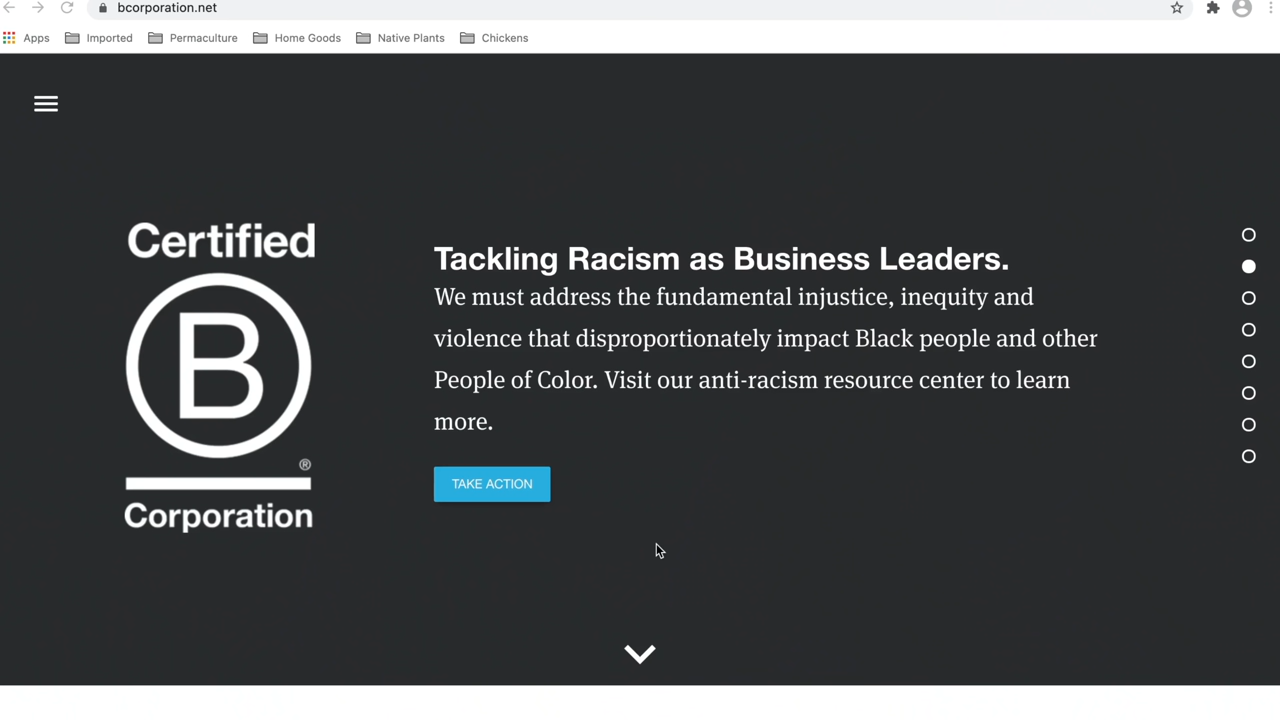 bcorporation.net
Apps Imported Permaculture Home Goods Native Plants Chickens
Certified
B
®
Corporation
Tackling Racism as Business Leaders.
We must address the fundamental injustice, inequity and
violence that disproportionately impact Black people and other
People of Color. Visit our anti-racism resource center to learn
more.
TAKE ACTION